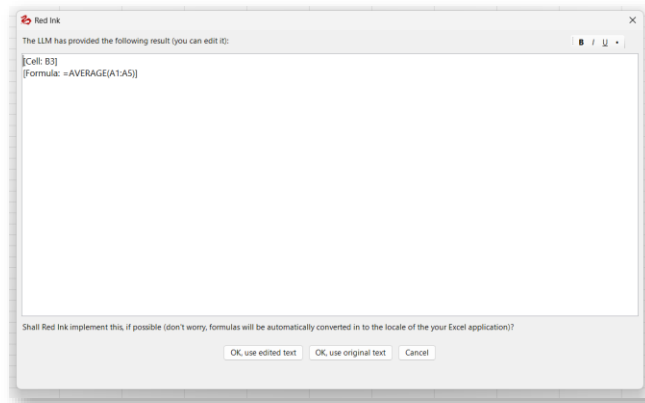 Red Ink
The LLM has provided the following result (you can edit it):
B I U
[Cell: B3]
[Formula: =AVERAGE(A1:A5)]
Shall Red Ink implement this, if possible (don't worry, formulas will be automatically converted in to the locale of the your Excel application)?
OK, use edited text OK, use original text Cancel